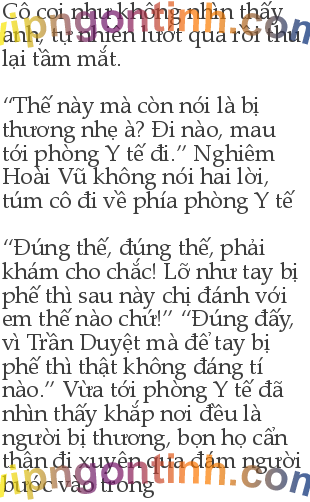 Cô coi như không nhìn thấy
anh, tự nhiên lướt qua rồi thu
lại tầm mắt.
“Thế này mà còn nói là bị
thương nhẹ à? Đi nào, mau
tới phòng Y tế đi.” Nghiêm
Hoài Vũ không nói hai lời,
túm cô đi về phía phòng Y tế
“Đúng thế, đúng thế, phải
khám cho chắc! Lỡ như tay bị
phế thì sau này chị đánh với
em thế nào chứ!” “Đúng đấy,
vì Trần Duyệt mà để tay bị
phế thì thật không đáng tí
nào.” Vừa tới phòng Y tế đã
nhìn thấy khắp nơi đều là
người bị thương, bọn họ cẩn
thận đi xuyên qua đám người
bước vào trong
vipngontinh.com
vipngontinh.com